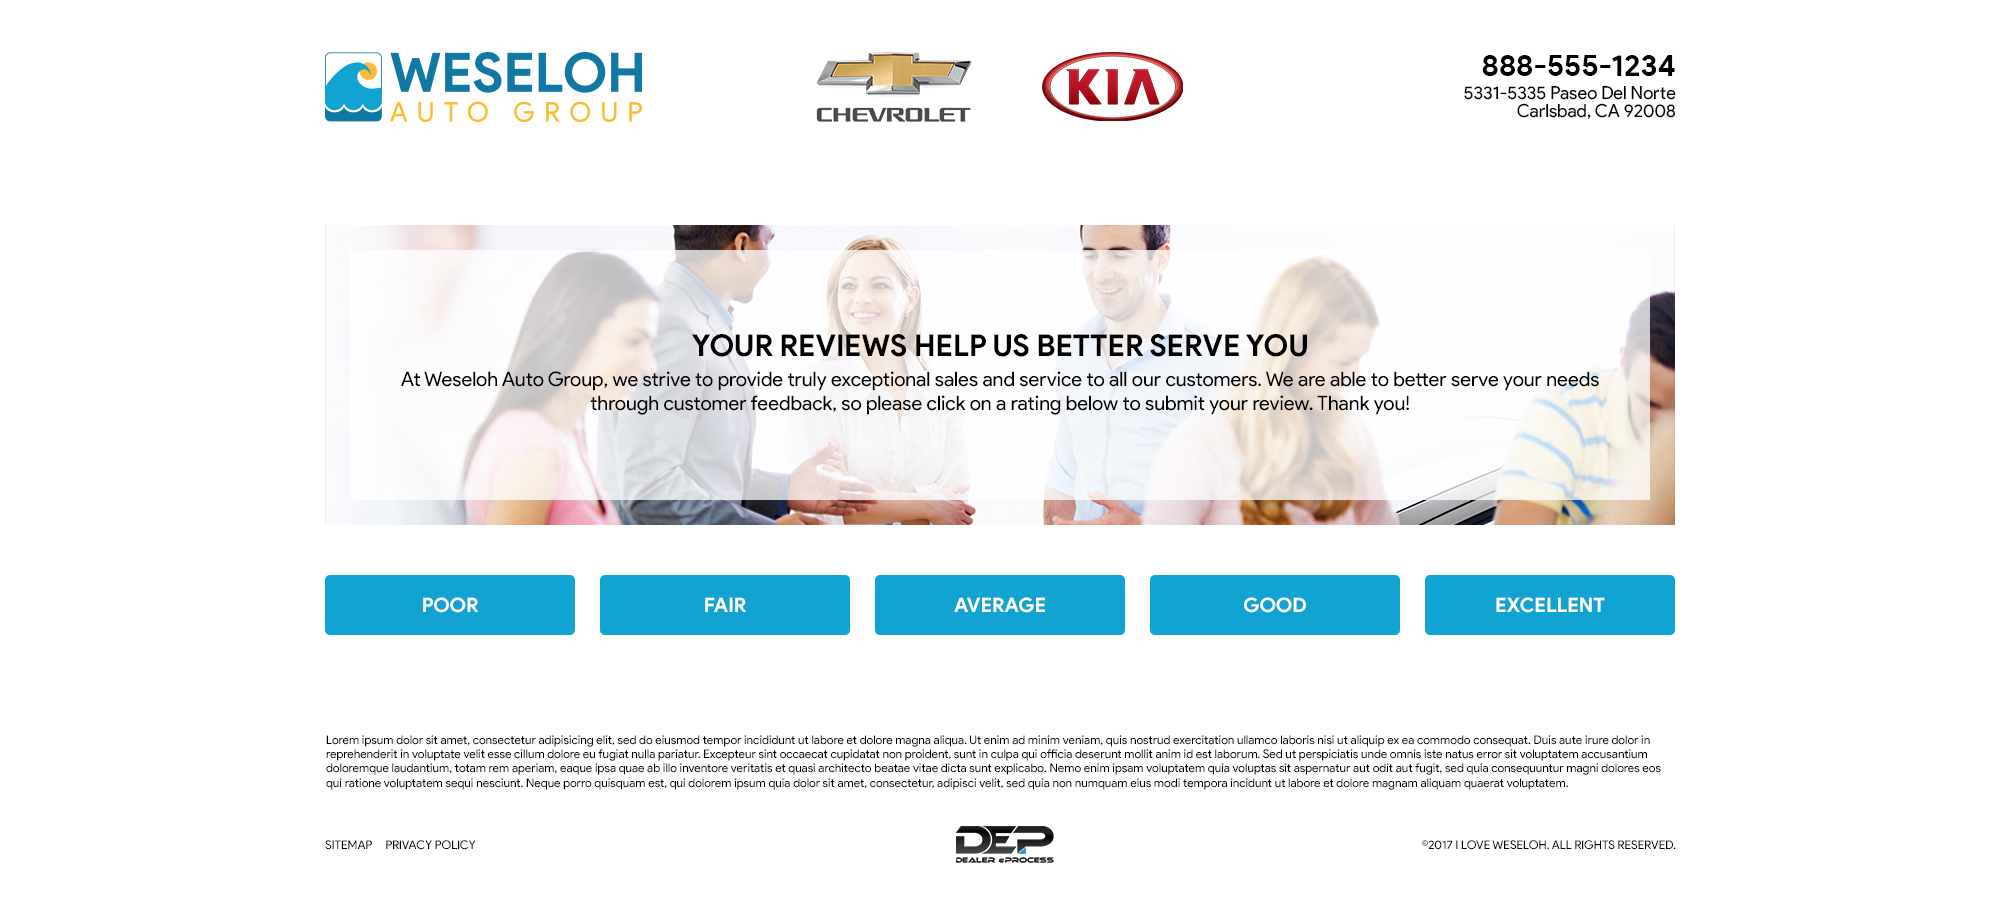 WESELOH
AUTO GROUP
CHEVROLET
KIA
888-555-1234
5331-5335 Paseo Del Norte
Carlsbad, CA 92008
YOUR REVIEWS HELP US BETTER SERVE YOU
At Weseloh Auto Group, we strive to provide truly exceptional sales and service to all our customers. We are able to better serve your needs
through customer feedback, so please click on a rating below to submit your review. Thank you!
POOR
FAIR
AVERAGE
GOOD
EXCELLENT
Lorem ipsum dolor sit amet, consectetur adipisicing elit, sed do eiusmod tempor incididunt ut labore et dolore magna aliqua. Ut enim ad minim veniam, quis nostrud exercitation ullamco laboris nisi ut aliquip ex ea commodo consequat. Duis aute irure dolor in
reprehenderit in voluptate velit esse cillum dolore eu fugiat nulla pariatur. Excepteur sint occaecat cupidatat non proident, sunt in culpa qui officia deserunt mollit anim id est laborum. Sed ut perspiciatis unde omnis iste natus error sit voluptatem accusantium
doloremque laudantium, totam rem aperiam, eaque ipsa quae ab illo inventore veritatis et quasi architecto beatae vitae dicta sunt explicabo. Nemo enim ipsam voluptatem quia voluptas sit aspernatur aut odit aut fugit, sed quia consequuntur magni dolores eos
qui ratione voluptatem sequi nesciunt. Neque porro quisquam est, qui dolorem ipsum quia dolor sit amet, consectetur, adipisci velit, sed quia non numquam eius modi tempora incidunt ut labore et dolore magnam aliquam quaerat voluptatem.
SITEMAP PRIVACY POLICY
DEP
DEALER ePROCESS
©2017 I LOVE WESELOH. ALL RIGHTS RESERVED.